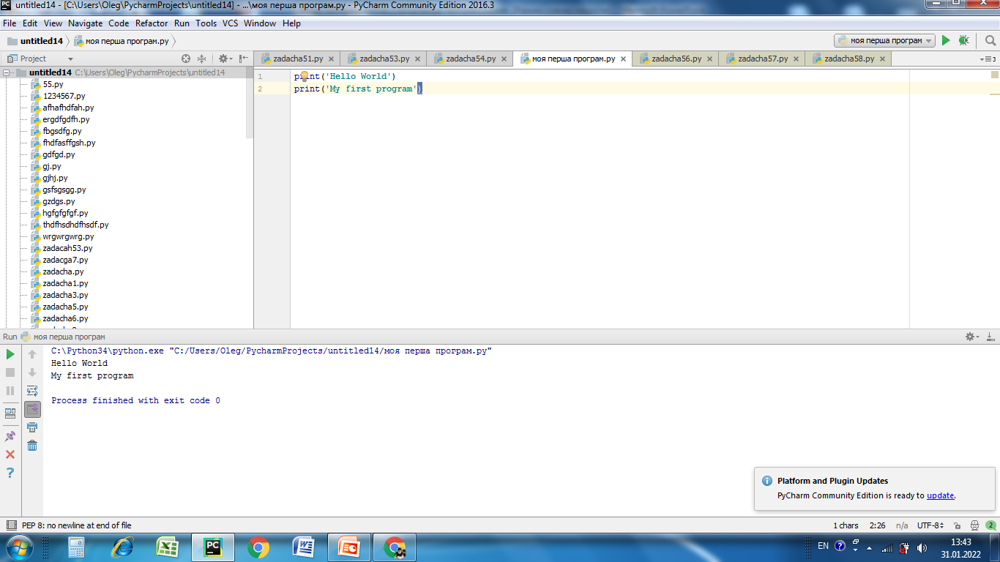 untitled14 - [C:\Users\Oleg\PycharmProjects\untitled14] - ...\моя перша програм.py - PyCharm Community Edition 2016.3
File Edit View Navigate Code Refactor Run Tools VCS Window Help
untitled14 моя перша програм.py моя перша програм
Project
zadacha51.py zadacha53.py zadacha54.py моя перша програм.py zadacha56.py zadacha57.py zadacha58.py
3
untitled14 C:\Users\Oleg\PycharmProjects\untitled14
55.py
1234567.py
afhafhdfah.py
ergdfgdfh.py
fbgsdfg.py
fhdfasffgsh.py
gdfgd.py
gj.py
gjhj.py
gsfsgsgg.py
gzdgs.py
hgfgfgfgf.py
thdfhsdhdfhsdf.py
wrgwrgwrg.py
zadacah53.py
zadacga7.py
zadacha.py
zadacha1.py
zadacha3.py
zadacha5.py
zadacha6.py
1 print('Hello World')
2 print('My first program')
Run моя перша програм
C:\Python34\python.exe "C:/Users/Oleg/PycharmProjects/untitled14/моя перша програм.py"
Hello World
My first program
Process finished with exit code 0
Platform and Plugin Updates
PyCharm Community Edition is ready to update.
PEP 8: no newline at end of file
1 chars 2:26 n/a UTF-8 2
EN
13:43
31.01.2022